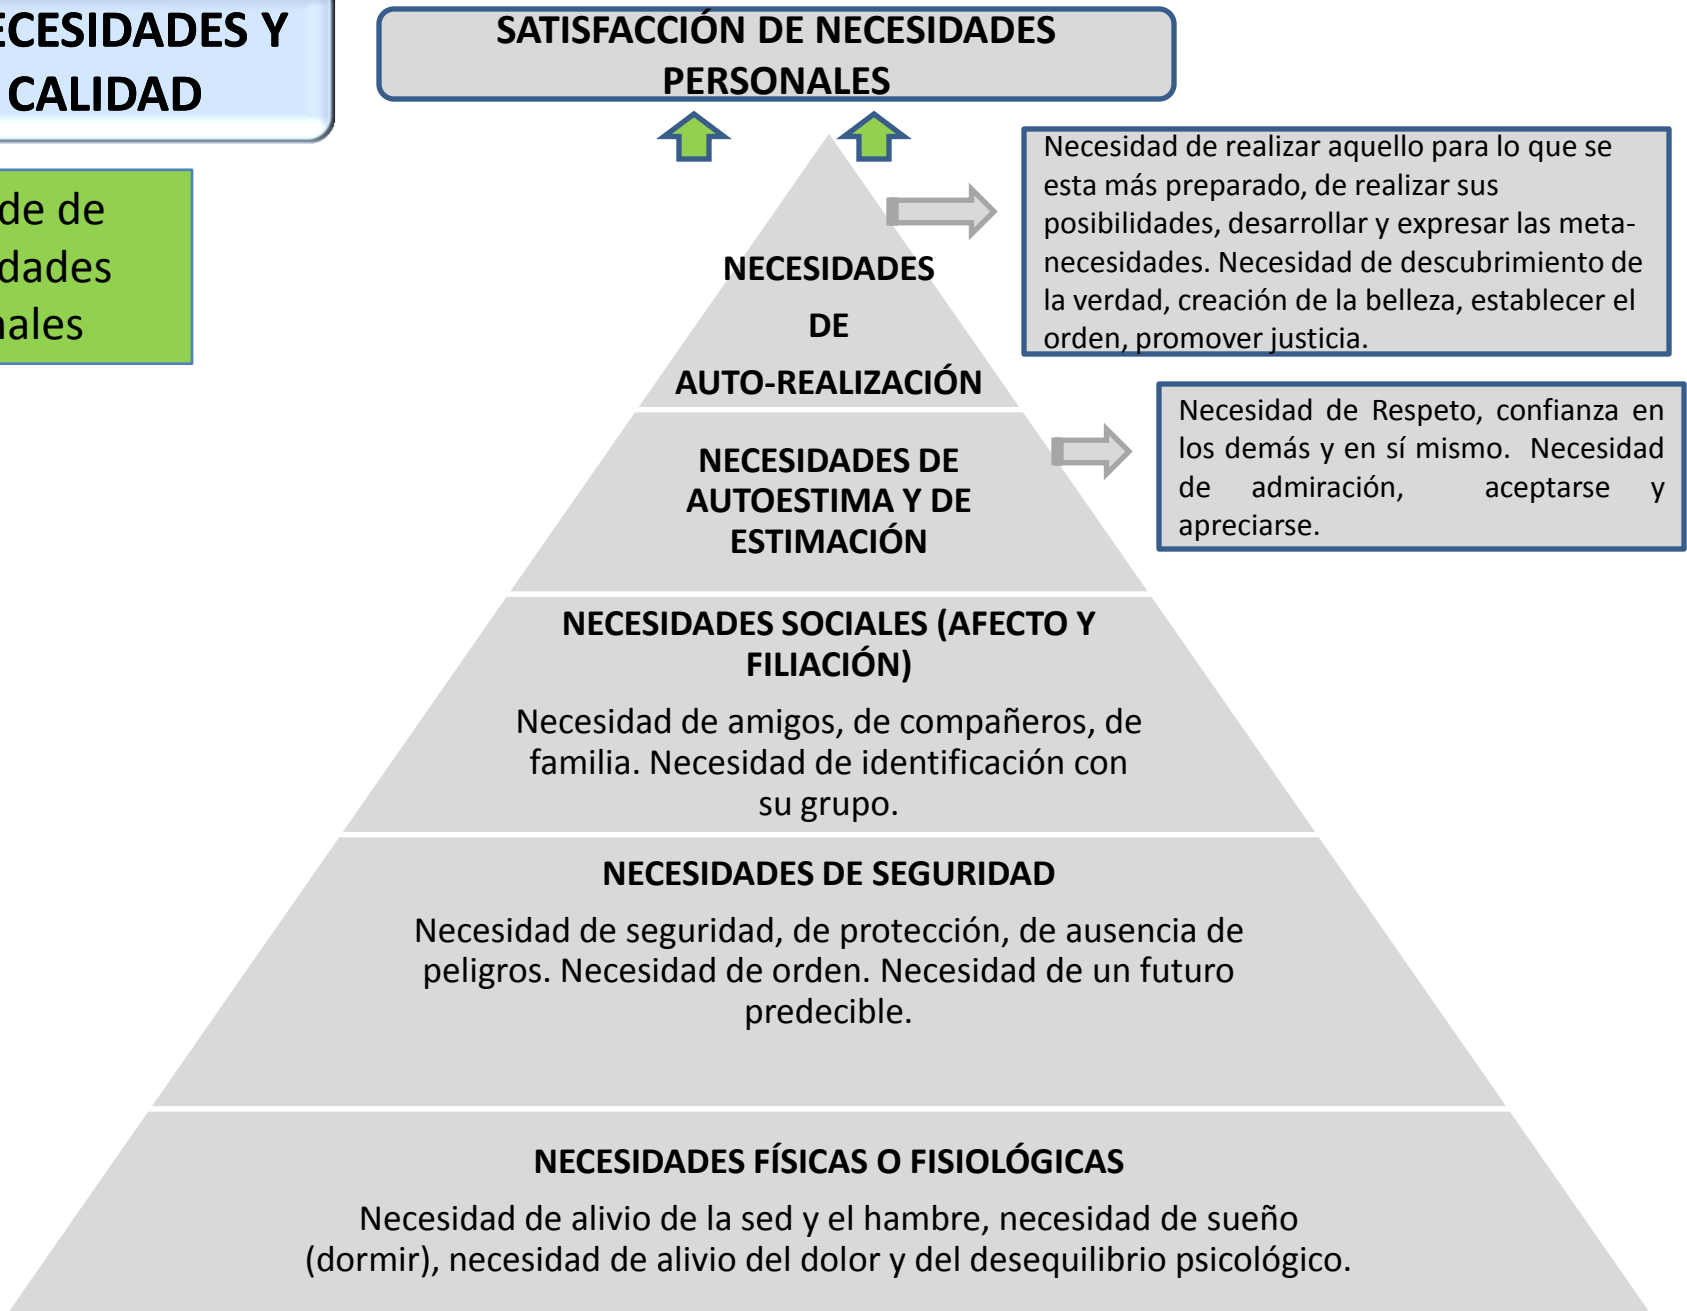 NECESIDADES Y
CALIDAD
SATISFACCIÓN DE NECESIDADES
PERSONALES
de de
dades
nales
Necesidad de realizar aquello para lo que se
esta más preparado, de realizar sus
posibilidades, desarrollar y expresar las meta-
necesidades. Necesidad de descubrimiento de
la verdad, creación de la belleza, establecer el
orden, promover justicia.
NECESIDADES
DE
AUTO-REALIZACIÓN
Necesidad de Respeto, confianza en
los demás y en sí mismo. Necesidad
de admiración, aceptarse y
apreciarse.
NECESIDADES DE
AUTOESTIMA Y DE
ESTIMACIÓN
NECESIDADES SOCIALES (AFECTO Y
FILIACIÓN)
Necesidad de amigos, de compañeros, de
familia. Necesidad de identificación con
su grupo.
NECESIDADES DE SEGURIDAD
Necesidad de seguridad, de protección, de ausencia de
peligros. Necesidad de orden. Necesidad de un futuro
predecible.
NECESIDADES FÍSICAS O FISIOLÓGICAS
Necesidad de alivio de la sed y el hambre, necesidad de sueño
(dormir), necesidad de alivio del dolor y del desequilibrio psicológico.